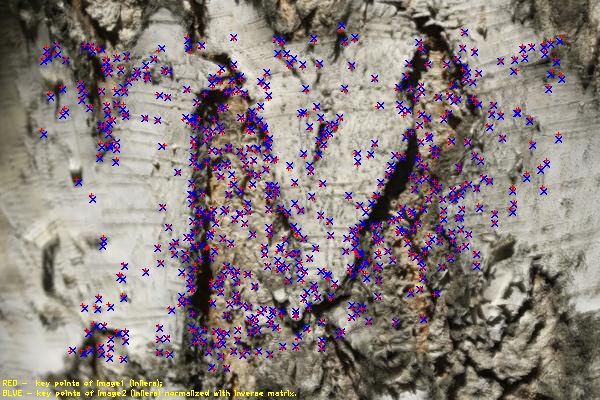 RED - key points of image1 (inliers);
BLUE - key points of image2 (inliers) normalized with inverse matrix.